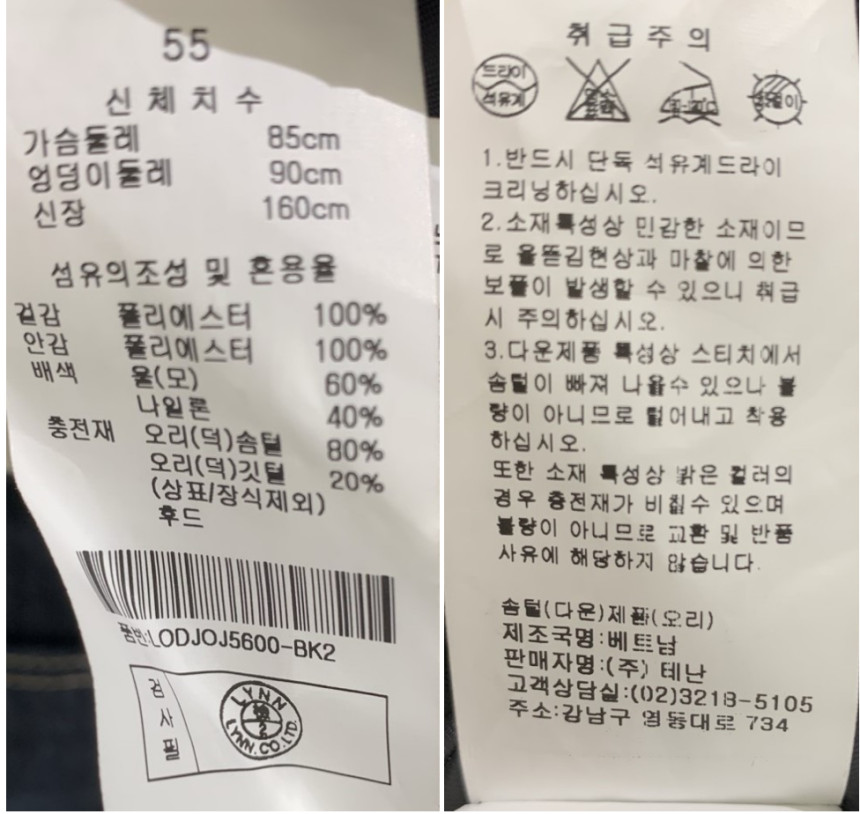 55
신체치수
가슴둘레 85cm
엉덩이둘레 90cm
신장 160cm
섬유의조성 및 혼용율
겉감 폴리에스터 100%
안감 폴리에스터 100%
배색 울(모) 60%
나일론 40%
충전재 오리(덕)솜털 80%
오리(덕)깃털 20%
(상표/장식제외)
후드
품번:LODJOJ5600-BK2
검사필
LYNN
2
LYNN.CO.LTD.
취급주의
드라이
석유계
1.반드시 단독 석유계드라이
크리닝하십시오.
2.소재특성상 민감한 소재이므
로 올뜯김현상과 마찰에 의한
보풀이 발생할 수 있으니 취급
시 주의하십시오.
3.다운제품 특성상 스티치에서
솜털이 빠져 나올수 있으나 불
량이 아니므로 털어내고 착용
하십시오.
또한 소재 특성상 밝은 컬러의
경우 충전재가 비칠수 있으며
불량이 아니므로 교환 및 반품
사유에 해당하지 않습니다.
솜털(다운)제품(오리)
제조국명:베트남
판매자명:(주) 테난
고객상담실:(02)3218-5105
주소:강남구 영동대로 734